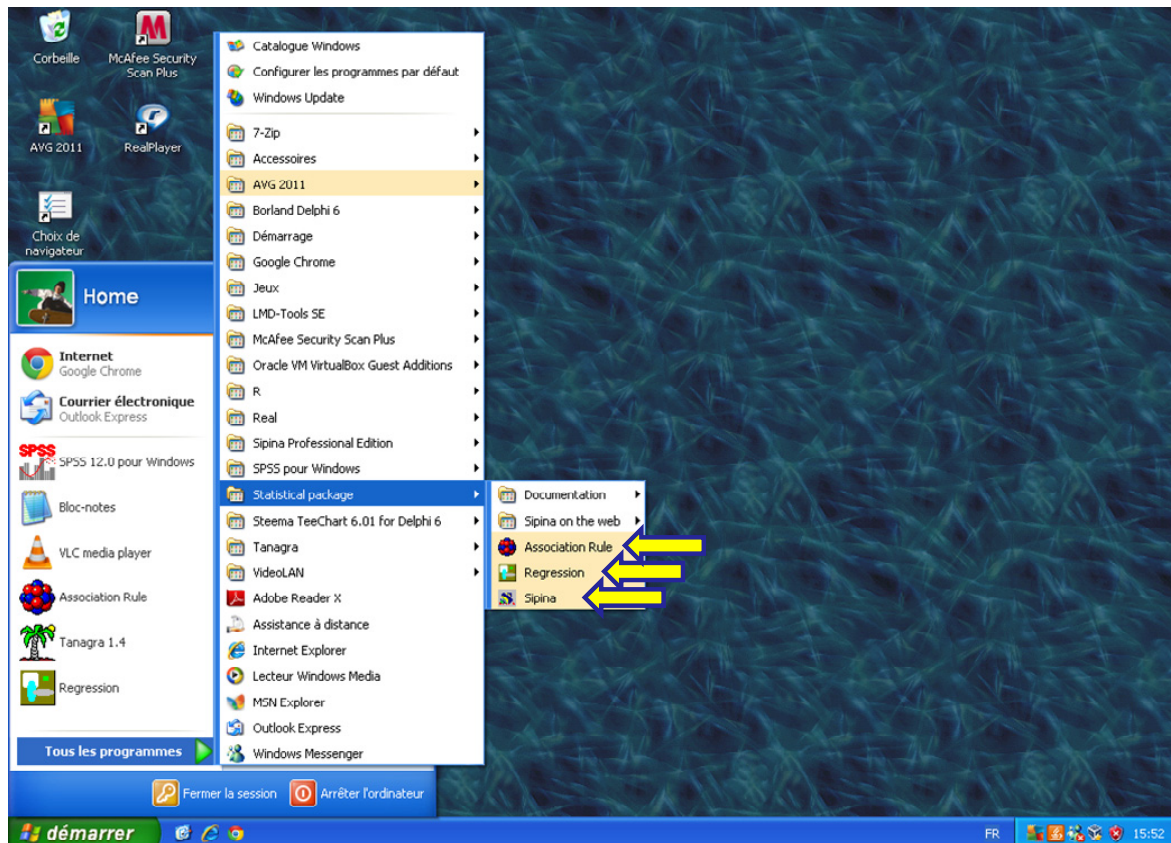 Corbeille
McAfee Security
Scan Plus
AVG 2011
RealPlayer
Choix de
navigateur
Home
Internet
Google Chrome
Courrier électronique
Outlook Express
SPSS
SPSS 12.0 pour Windows
Bloc-notes
VLC media player
Association Rule
Tanagra 1.4
Regression
Tous les programmes
Catalogue Windows
Configurer les programmes par défaut
Windows Update
7-Zip
Accessoires
AVG 2011
Borland Delphi 6
Démarrage
Google Chrome
Jeux
LMD-Tools SE
McAfee Security Scan Plus
Oracle VM VirtualBox Guest Additions
R
Real
Sipina Professional Edition
SPSS pour Windows
Statistical package
Steema TeeChart 6.01 for Delphi 6
Tanagra
VideoLAN
Adobe Reader X
Assistance à distance
Internet Explorer
Lecteur Windows Media
MSN Explorer
Outlook Express
Windows Messenger
Documentation
Sipina on the web
Association Rule
Regression
Sipina
Fermer la session
Arrêter l'ordinateur
démarrer
FR
15:52